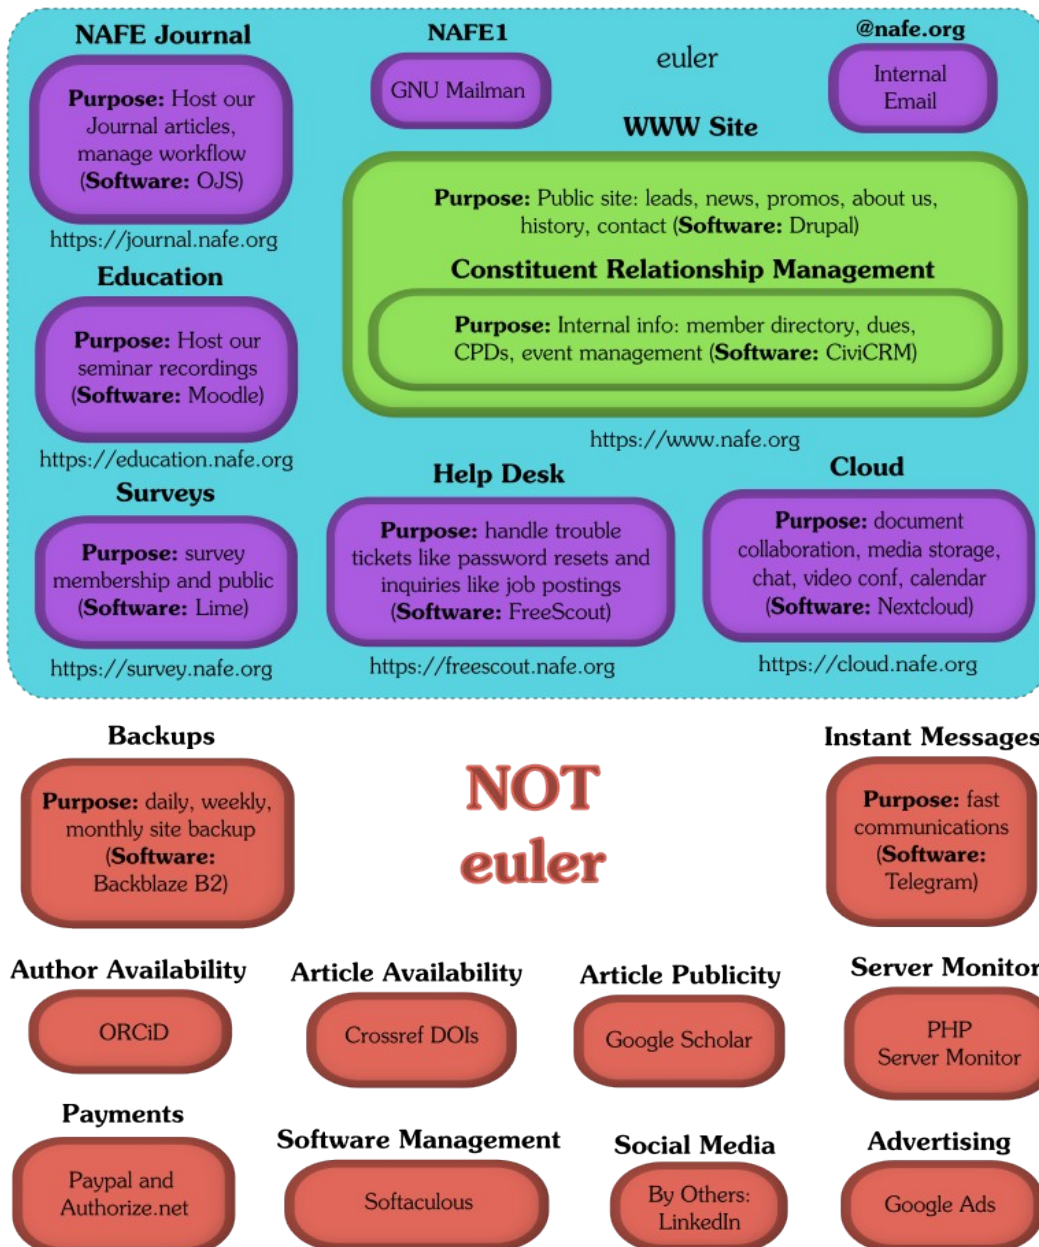 NAFE Journal
Purpose: Host our
Journal articles,
manage workflow
(Software: OJS)
https://journal.nafe.org
NAFE1
GNU Mailman
euler
@nafe.org
Internal
Email
WWW Site
Purpose: Public site: leads, news, promos, about us,
history, contact (Software: Drupal)
Constituent Relationship Management
Purpose: Internal info: member directory, dues,
CPDs, event management (Software: CiviCRM)
https://www.nafe.org
Education
Purpose: Host our
seminar recordings
(Software: Moodle)
https://education.nafe.org
Surveys
Purpose: survey
membership and public
(Software: Lime)
https://survey.nafe.org
Help Desk
Purpose: handle trouble
tickets like password resets and
inquiries like job postings
(Software: FreeScout)
https://freescout.nafe.org
Cloud
Purpose: document
collaboration, media storage,
chat, video conf, calendar
(Software: Nextcloud)
https://cloud.nafe.org
Backups
Purpose: daily, weekly,
monthly site backup
(Software:
Backblaze B2)
NOT
euler
Instant Messages
Purpose: fast
communications
(Software:
Telegram)
Author Availability
ORCiD
Article Availability
Crossref DOIs
Article Publicity
Google Scholar
Server Monitor
PHP
Server Monitor
Payments
Paypal and
Authorize.net
Software Management
Softaculous
Social Media
By Others:
LinkedIn
Advertising
Google Ads